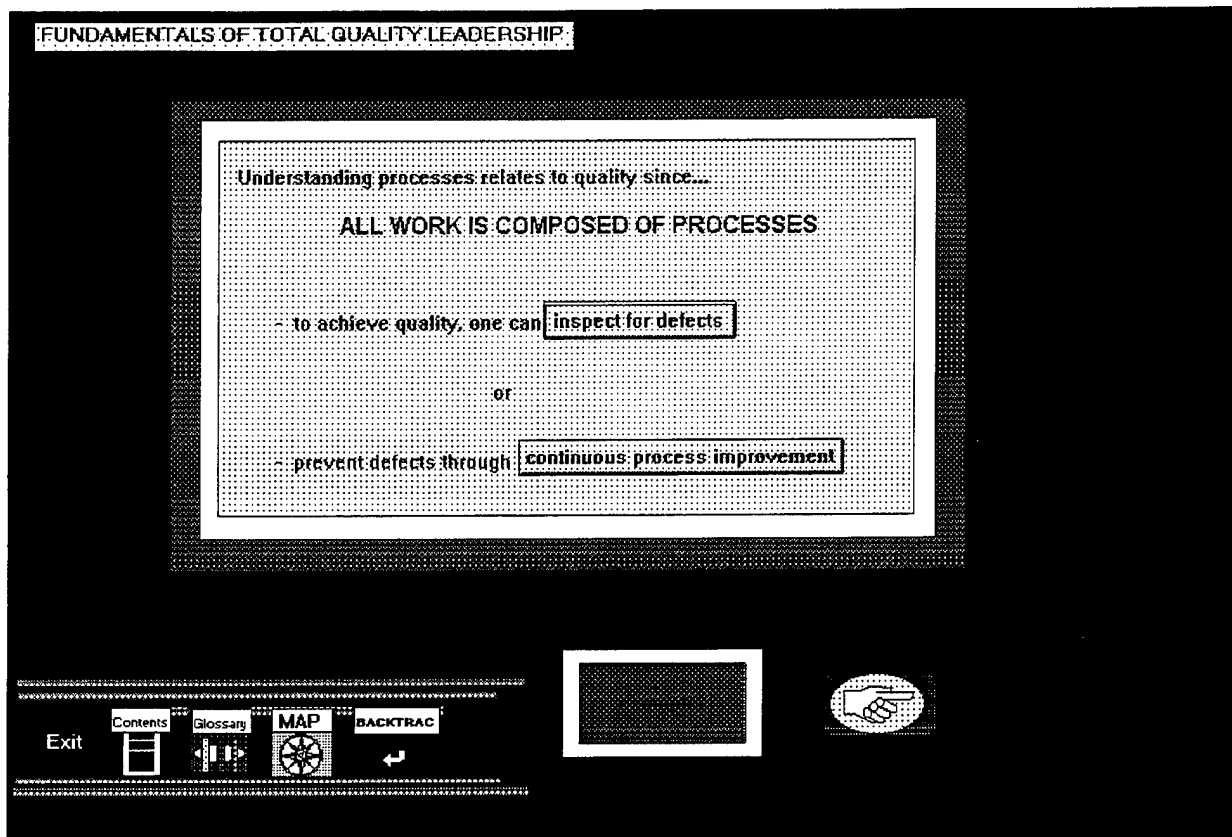 FUNDAMENTALS OF TOTAL QUALITY LEADERSHIP
Understanding processes relates to quality since...
ALL WORK IS COMPOSED OF PROCESSES
- to achieve quality, one can inspect for defects
or
- prevent defects through continuous process improvement
Exit Contents Glossary MAP BACKTRAC